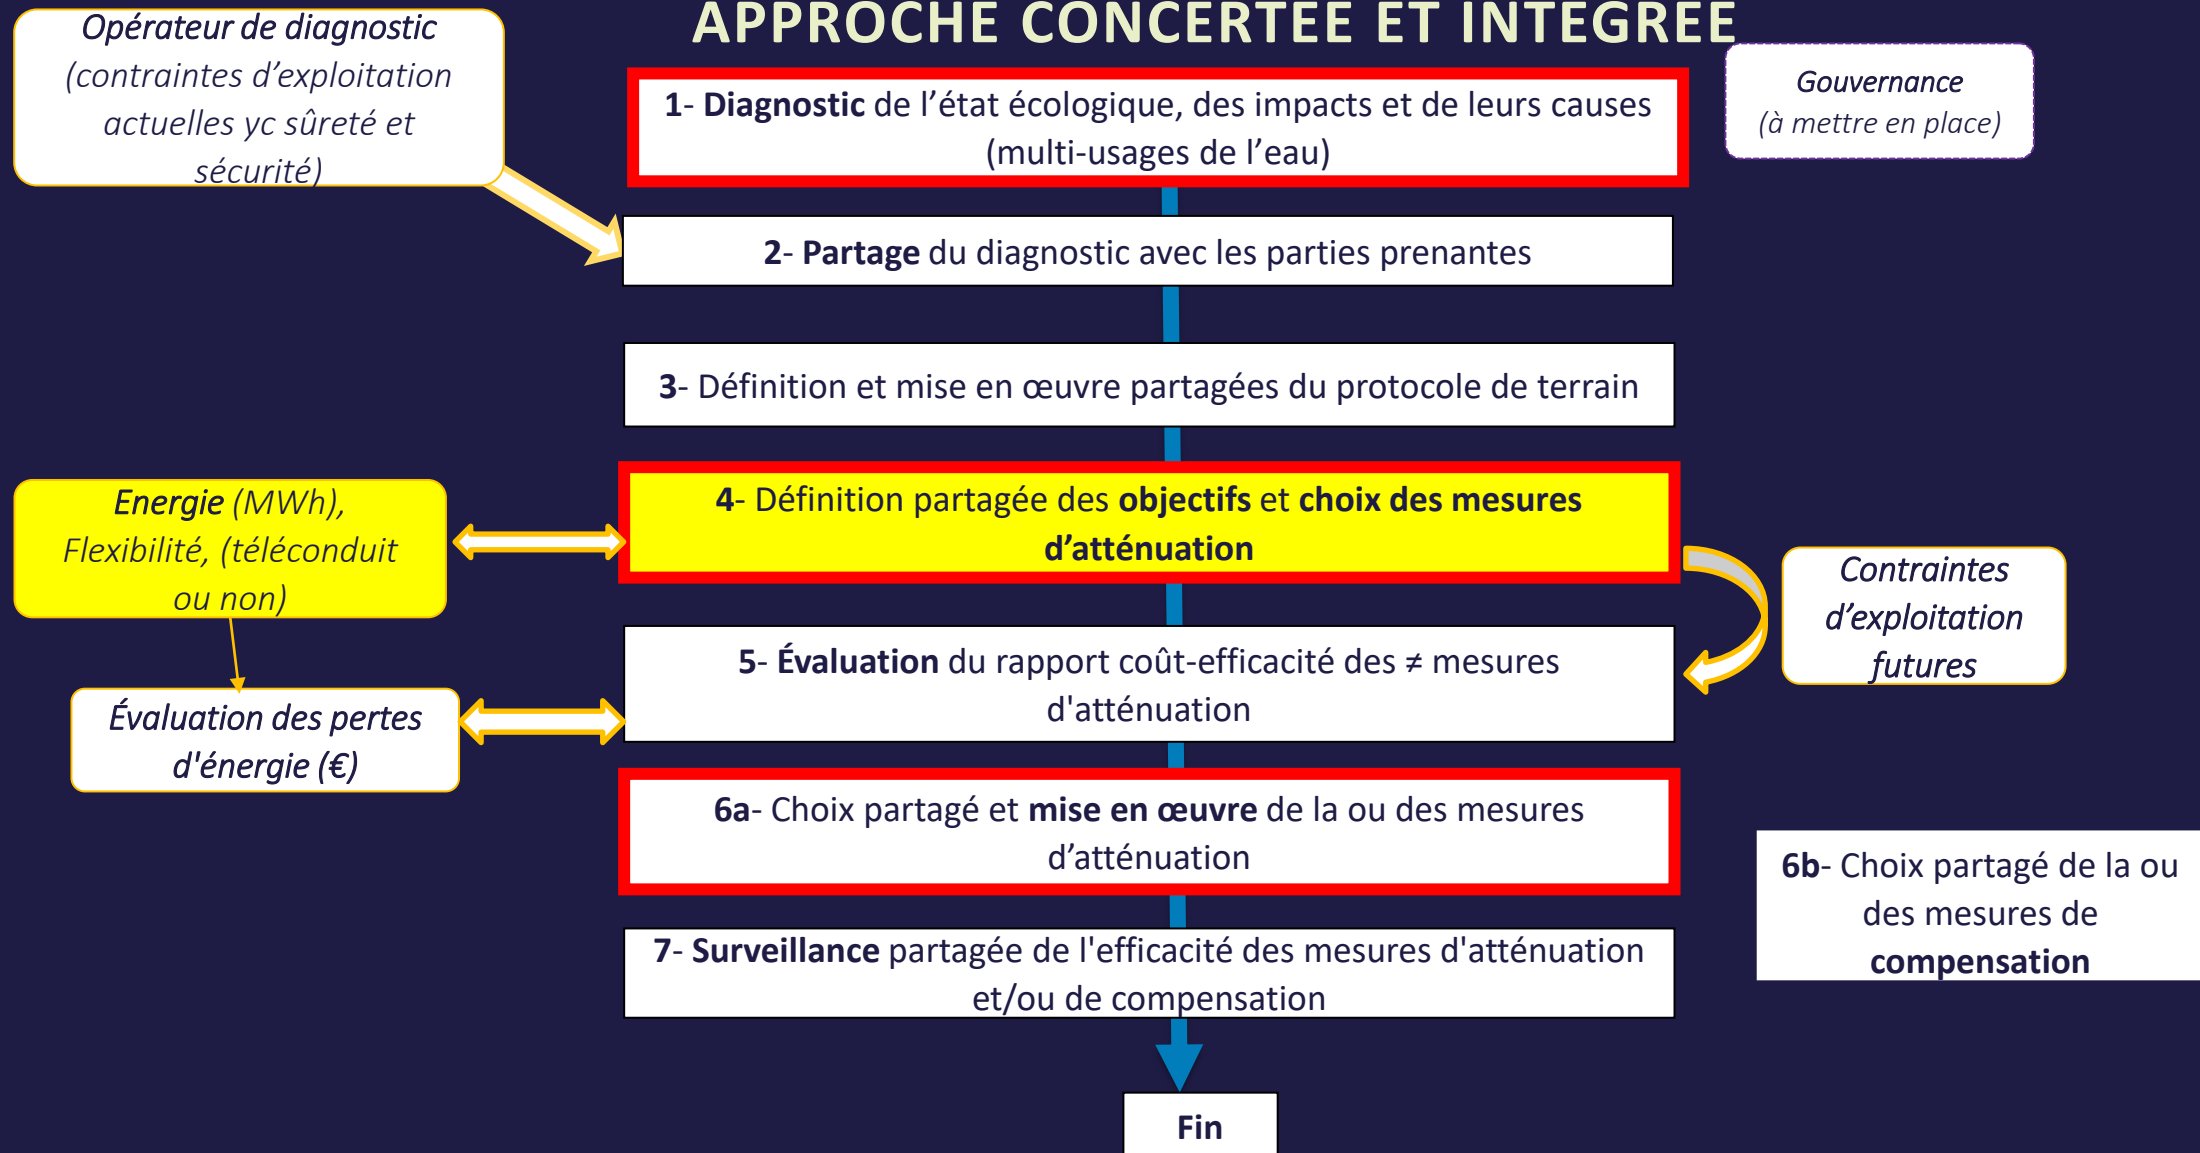 APPROCHE CONCERTEE ET INTEGREE
Opérateur de diagnostic
(contraintes d’exploitation
actuelles yc sûreté et
sécurité)
1- Diagnostic de l’état écologique, des impacts et de leurs causes
(multi-usages de l’eau)
Gouvernance
(à mettre en place)
2- Partage du diagnostic avec les parties prenantes
3- Définition et mise en œuvre partagées du protocole de terrain
Energie (MWh),
Flexibilité, (téléconduit
ou non)
4- Définition partagée des objectifs et choix des mesures
d’atténuation
Contraintes
d’exploitation
futures
5- Évaluation du rapport coût-efficacité des ≠ mesures
d'atténuation
Évaluation des pertes
d'énergie (€)
6a- Choix partagé et mise en œuvre de la ou des mesures
d’atténuation
6b- Choix partagé de la ou
des mesures de
compensation
7- Surveillance partagée de l'efficacité des mesures d'atténuation
et/ou de compensation
Fin